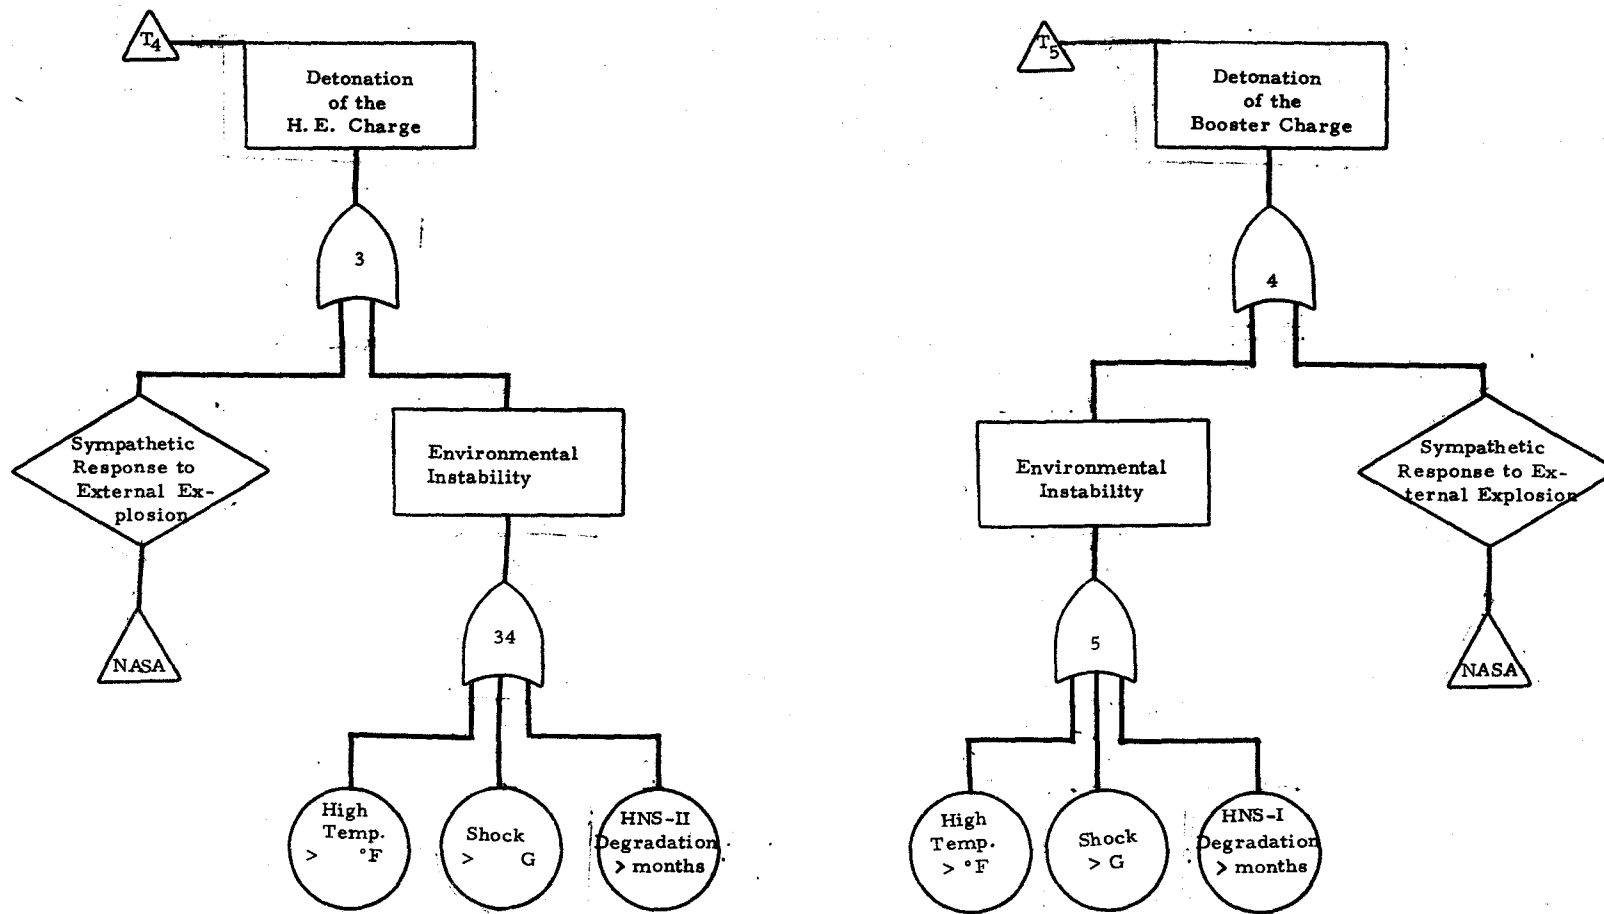 T4
Detonation
of the
H. E. Charge
3
Sympathetic
Response to
External Ex-
plosion
NASA
Environmental
Instability
34
High
Temp.
> °F
Shock
> G
HNS-II
Degradation
> months
T5
Detonation
of the
Booster Charge
4
Environmental
Instability
5
High
Temp.
> °F
Shock
> G
HNS-I
Degradation
> months
Sympathetic
Response to Ex-
ternal Explosion
NASA